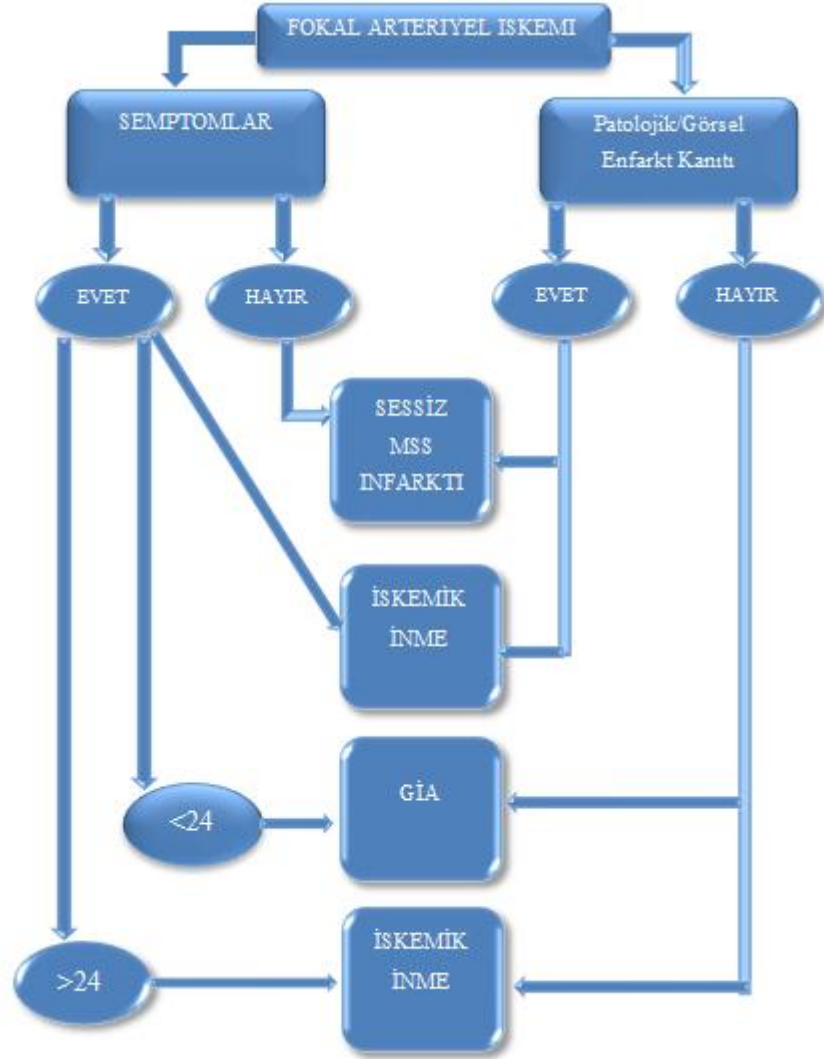 FOKAL ARTERIYEL ISKEMI
SEMPTOMLAR
Patolojik/Görsel
Enfarkt Kanıtı
EVET
HAYIR
EVET
HAYIR
SESSİZ
MSS
INFARKTI
İSKEMİK
İNME
GİA
<24
İSKEMİK
İNME
>24